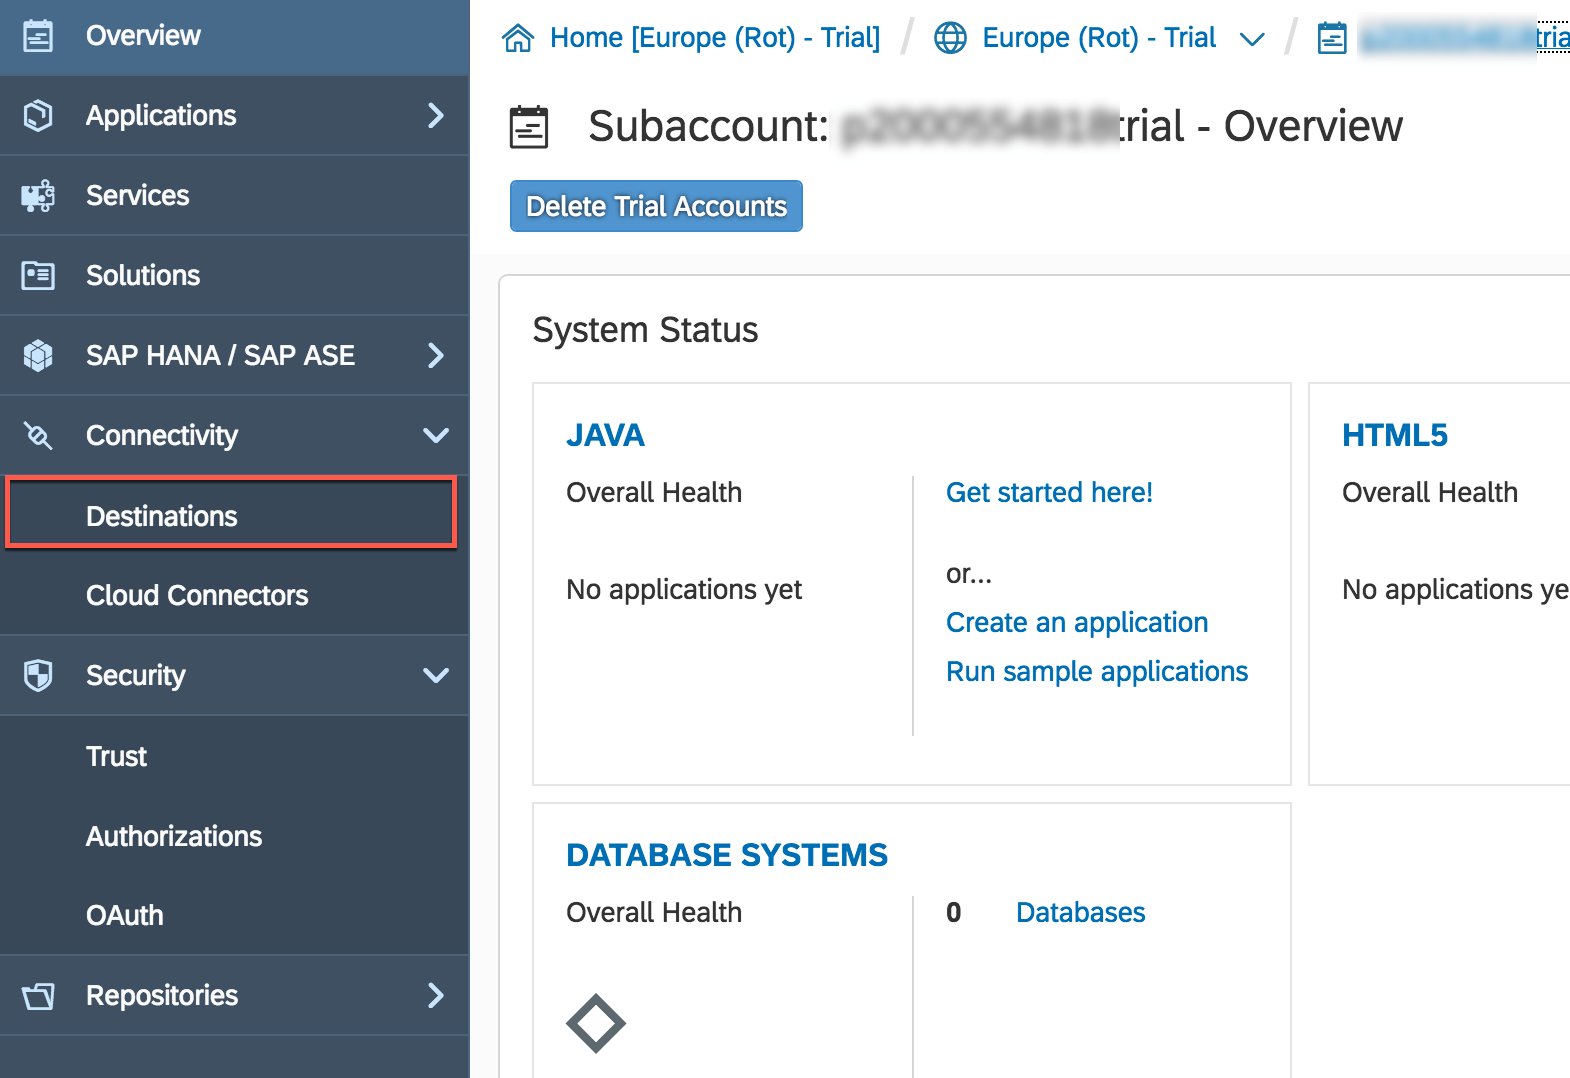 Overview
Applications
Services
Solutions
SAP HANA / SAP ASE
Connectivity
Destinations
Cloud Connectors
Security
Trust
Authorizations
OAuth
Repositories
Home [Europe (Rot) - Trial] / Europe (Rot) - Trial /
Subaccount: trial - Overview
Delete Trial Accounts
System Status
JAVA
Overall Health
No applications yet
Get started here!
or...
Create an application
Run sample applications
HTML5
Overall Health
No applications ye
DATABASE SYSTEMS
Overall Health
0 Databases